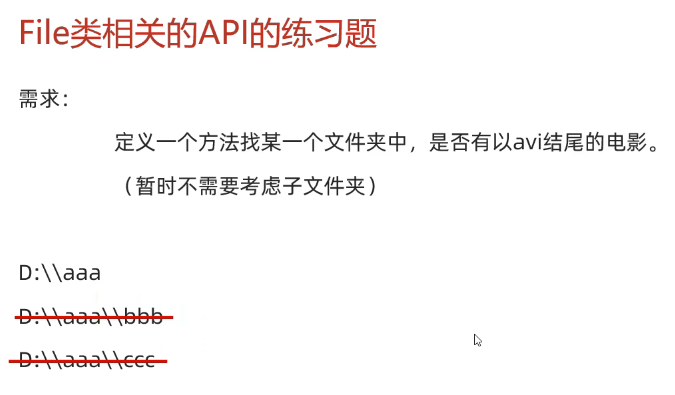 File类相关的API的练习题
需求：
定义一个方法找某一个文件夹中，是否有以avi结尾的电影。
（暂时不需要考虑子文件夹）
D:\\aaa
D:\\aaa\\bbb
D:\\aaa\\ccc